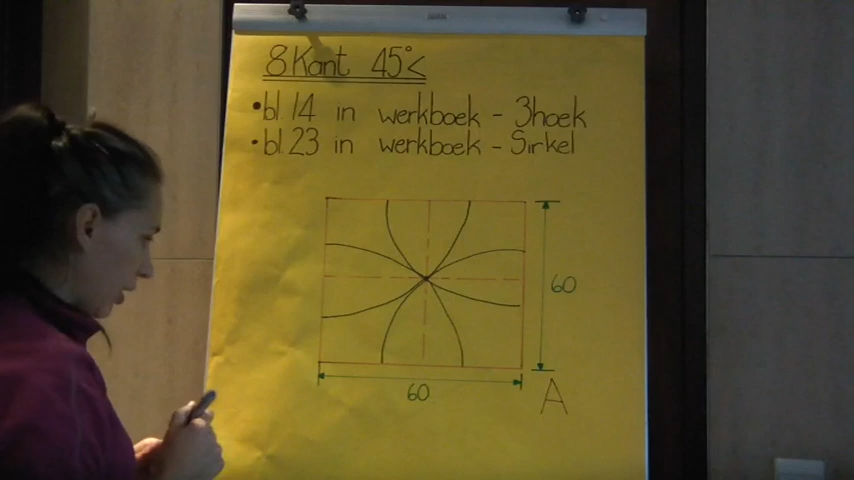 8Kant 45°<
•bl.14 in werkboek - 3hoek
•bl.23 in werkboek - Sirkel
60
60
A